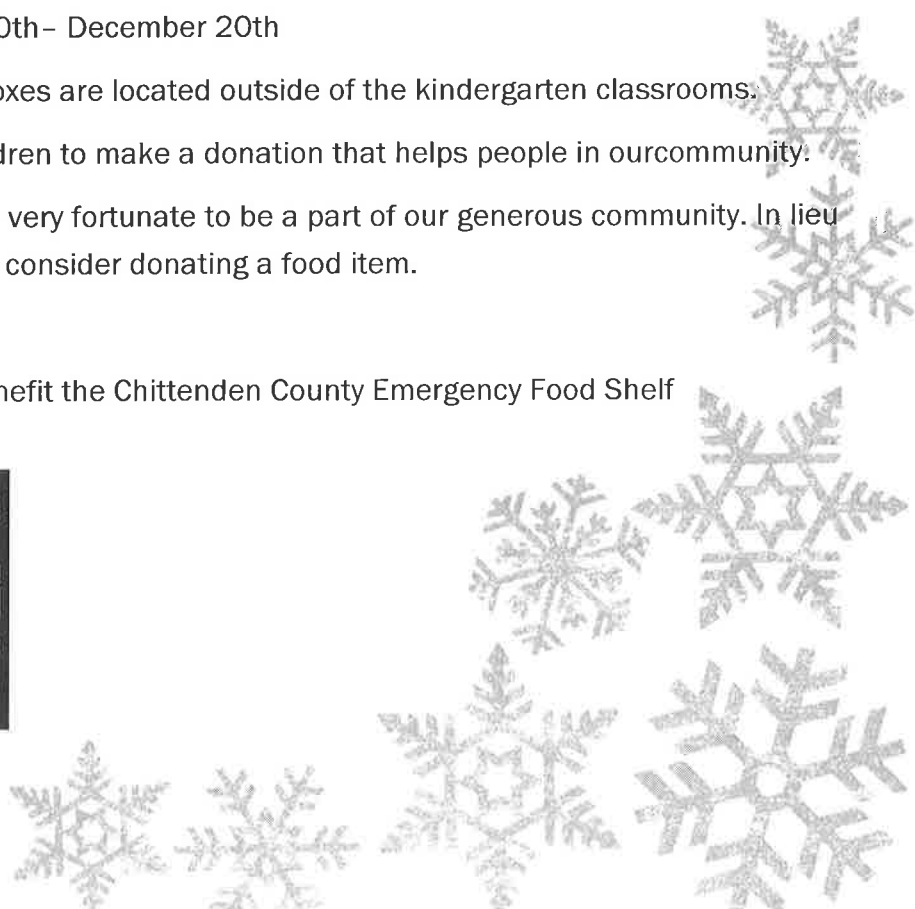 0th– December 20th
oxes are located outside of the kindergarten classrooms.
dren to make a donation that helps people in ourcommunity.
very fortunate to be a part of our generous community. In lieu
consider donating a food item.
nefit the Chittenden County Emergency Food Shelf